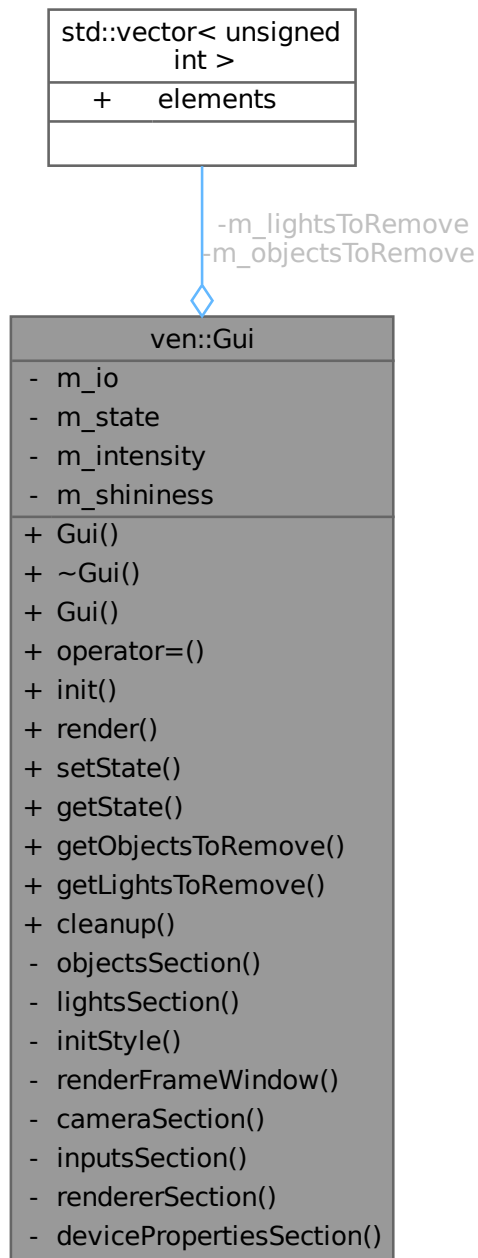 std::vector< unsigned
int >
+ elements
-m_lightsToRemove
-m_objectsToRemove
ven::Gui
- m_io
- m_state
- m_intensity
- m_shininess
+ Gui()
+ ~Gui()
+ Gui()
+ operator=()
+ init()
+ render()
+ setState()
+ getState()
+ getObjectsToRemove()
+ getLightsToRemove()
+ cleanup()
- objectsSection()
- lightsSection()
- initStyle()
- renderFrameWindow()
- cameraSection()
- inputsSection()
- rendererSection()
- devicePropertiesSection()